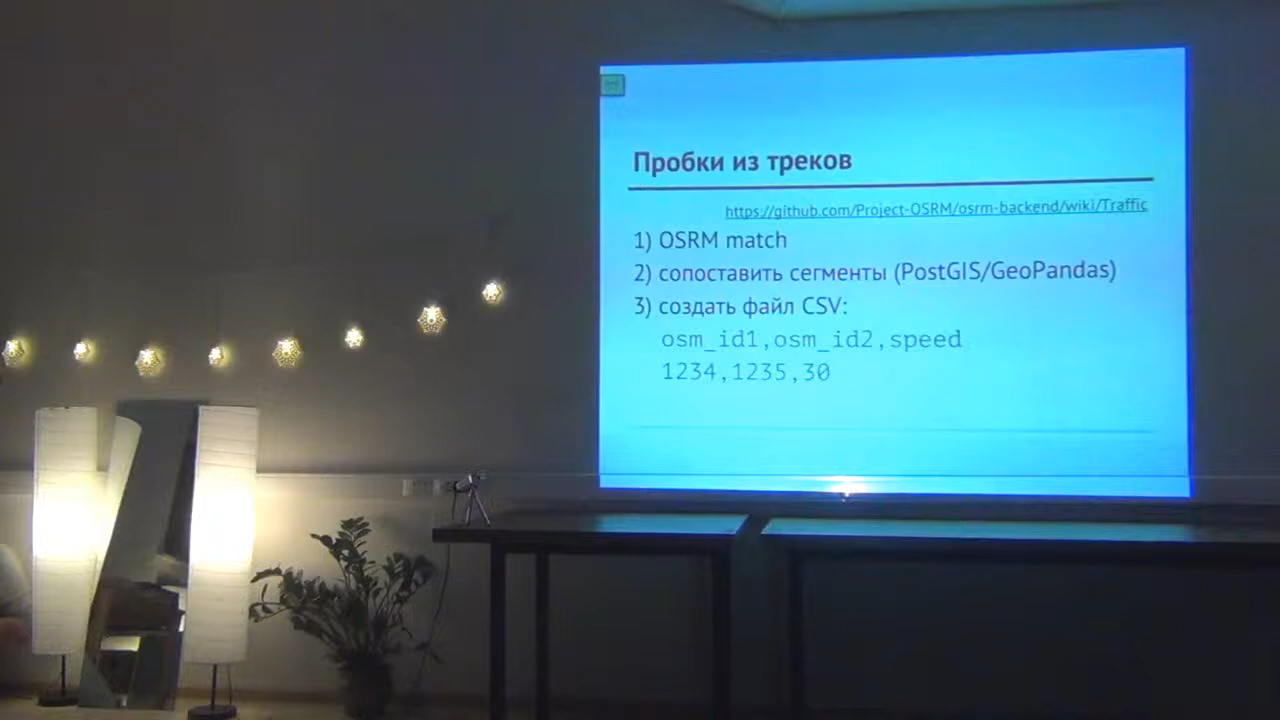 Пробки из треков
https://github.com/Project-OSRM/osrm-backend/wiki/Traffic
1) OSRM match
2) сопоставить сегменты (PostGIS/GeoPandas)
3) создать файл CSV:
osm_id1,osm_id2,speed
1234,1235,30